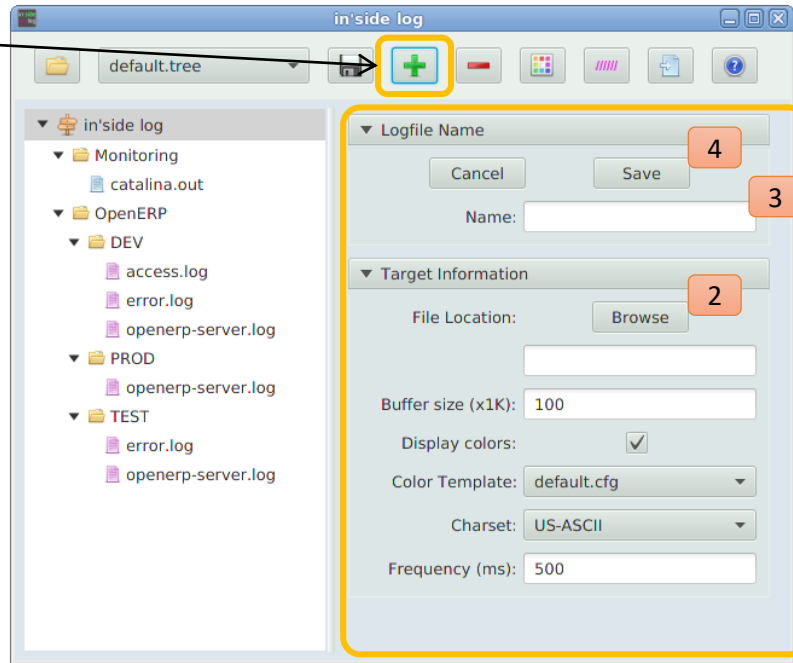 in'side log
default.tree
in'side log
Monitoring
catalina.out
OpenERP
DEV
access.log
error.log
openerp-server.log
PROD
openerp-server.log
TEST
error.log
openerp-server.log
Logfile Name
4
Cancel
Save
3
Name:
Target Information
2
File Location:
Browse
Buffer size (x1K): 100
Display colors:
Color Template: default.cfg
Charset: US-ASCII
Frequency (ms): 500